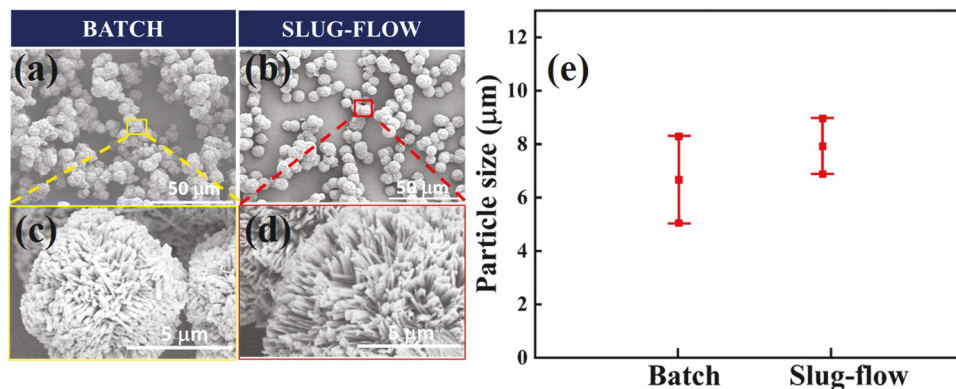 BATCH
SLUG-FLOW
(a)
(b)
50 μm
50 μm
(c)
(d)
5 μm
5 μm
(e)
Particle size (μm)
12
10
8
6
4
2
0
Batch
Slug-flow